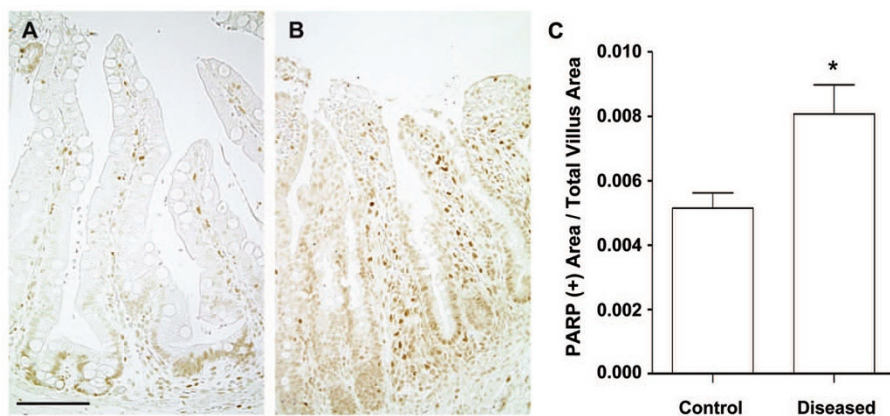 A
B
C
PARP (+) Area / Total Villus Area
0.010
0.008
0.006
0.004
0.002
0.000
*
Control
Diseased